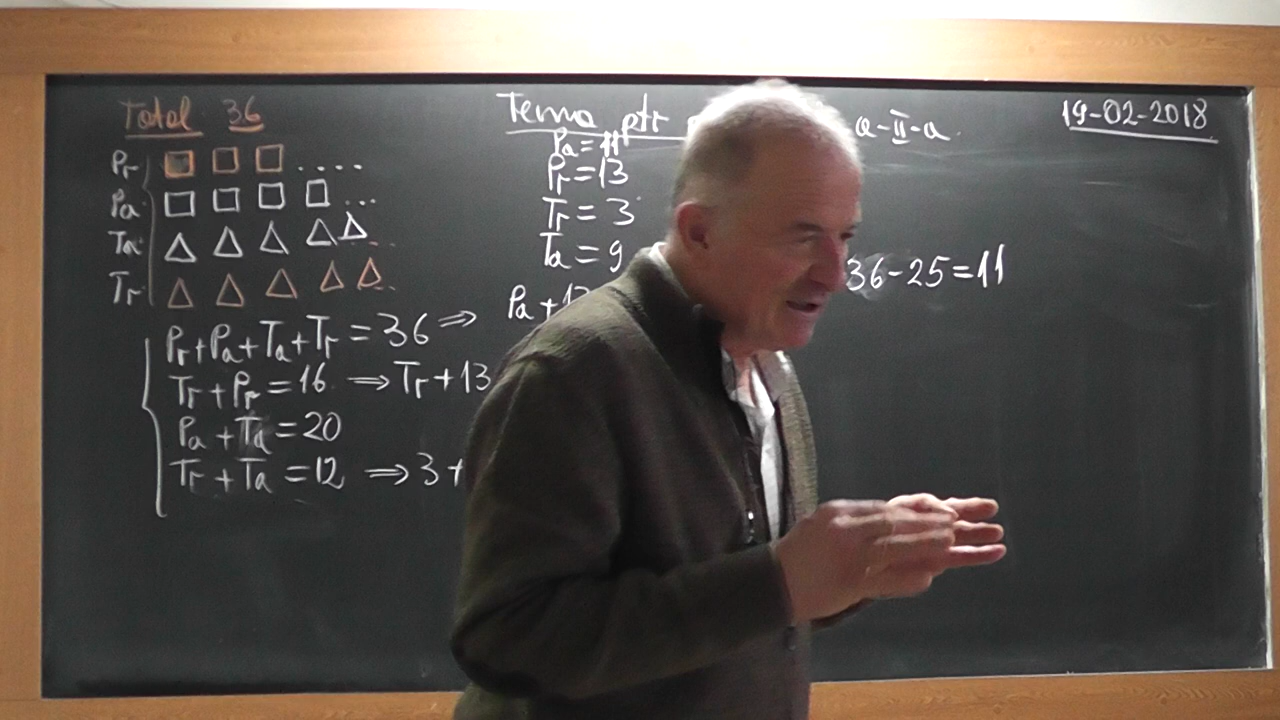 Total 36
Tema ptr a-II-a.
19-02-2018
Pr
Pa
Ta
Tr
Pa=11
Pr=13
Tr=3
Ta=9
Pa+
36-25=11
Pr+Pa+Ta+Tr=36 ⇒
Tr+Pr=16 ⇒ Tr+13
Pa+Ta=20
Tr+Ta=12 ⇒ 3+